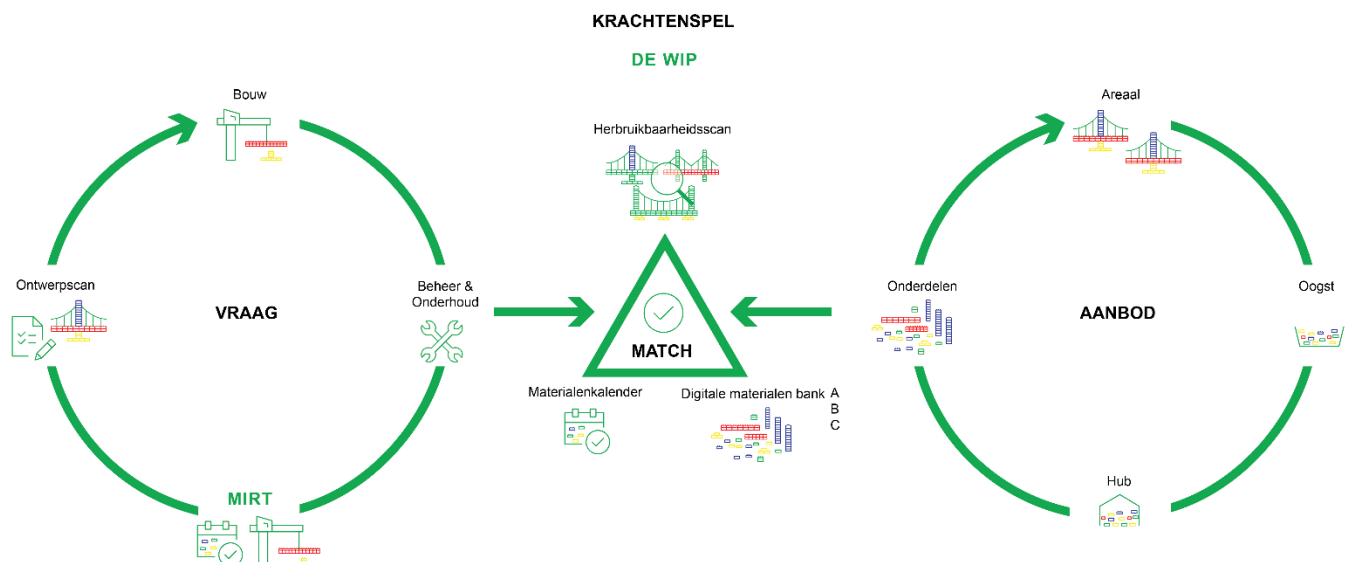 KRACHTENSPEL
DE WIP
Bouw
Ontwerpscan
VRAAG
Beheer &
Onderhoud
MIRT
Herbruikbaarheidsscan
MATCH
Materialenkalender
Digitale materialen bank
A
B
C
Areaal
Onderdelen
AANBOD
Oogst
Hub